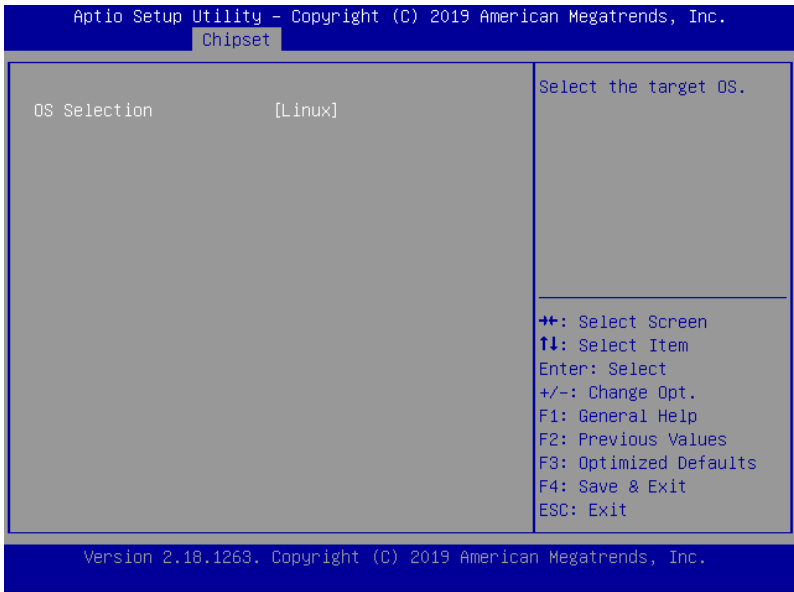 Aptio Setup Utility – Copyright (C) 2019 American Megatrends, Inc.
Chipset
OS Selection [Linux]
Select the target OS.
→←: Select Screen
↑↓: Select Item
Enter: Select
+/-: Change Opt.
F1: General Help
F2: Previous Values
F3: Optimized Defaults
F4: Save & Exit
ESC: Exit
Version 2.18.1263. Copyright (C) 2019 American Megatrends, Inc.